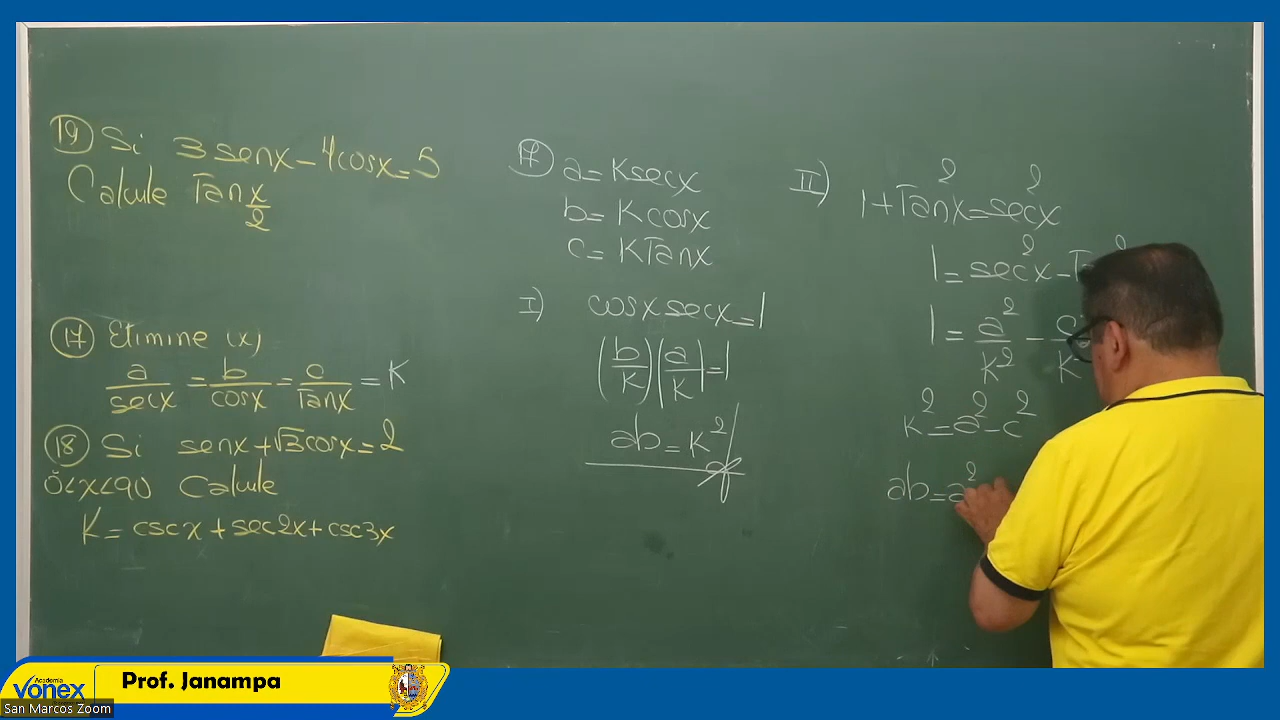 19 Si 3senx-4cosx=5
Calcule Tan x/2
17 Elimine (x)
a/secx = b/cosx = c/Tanx = K
18 Si senx+√3cosx=2
0°<x<90 Calcule
K=cscx+sec2x+csc3x
17 a=Ksecx
b=Kcosx
c=KTanx
I) cosxsecx=1
(b/K)(a/K)=1
ab=K²
II) 1+Tan²x=sec²x
1=sec²x-
1=a²/K² -
K²=a²-c²
ab=a²
Academia
vonex
Prof. Janampa
San Marcos Zoom